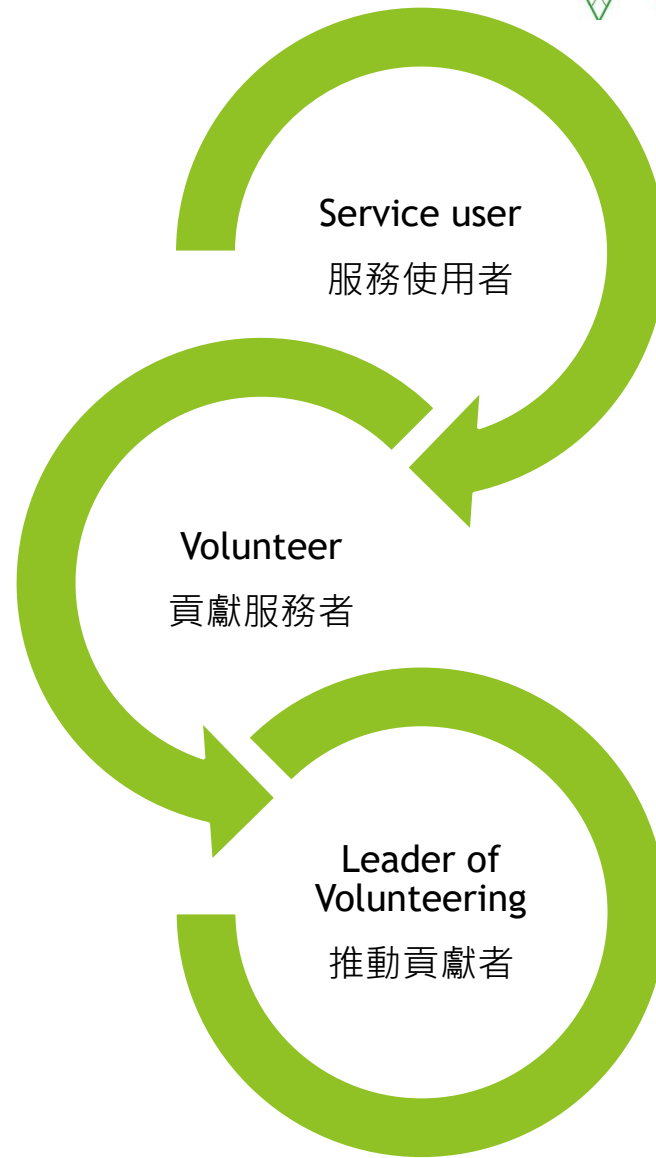 Service user
服務使用者
Volunteer
貢獻服務者
Leader of
Volunteering
推動貢獻者